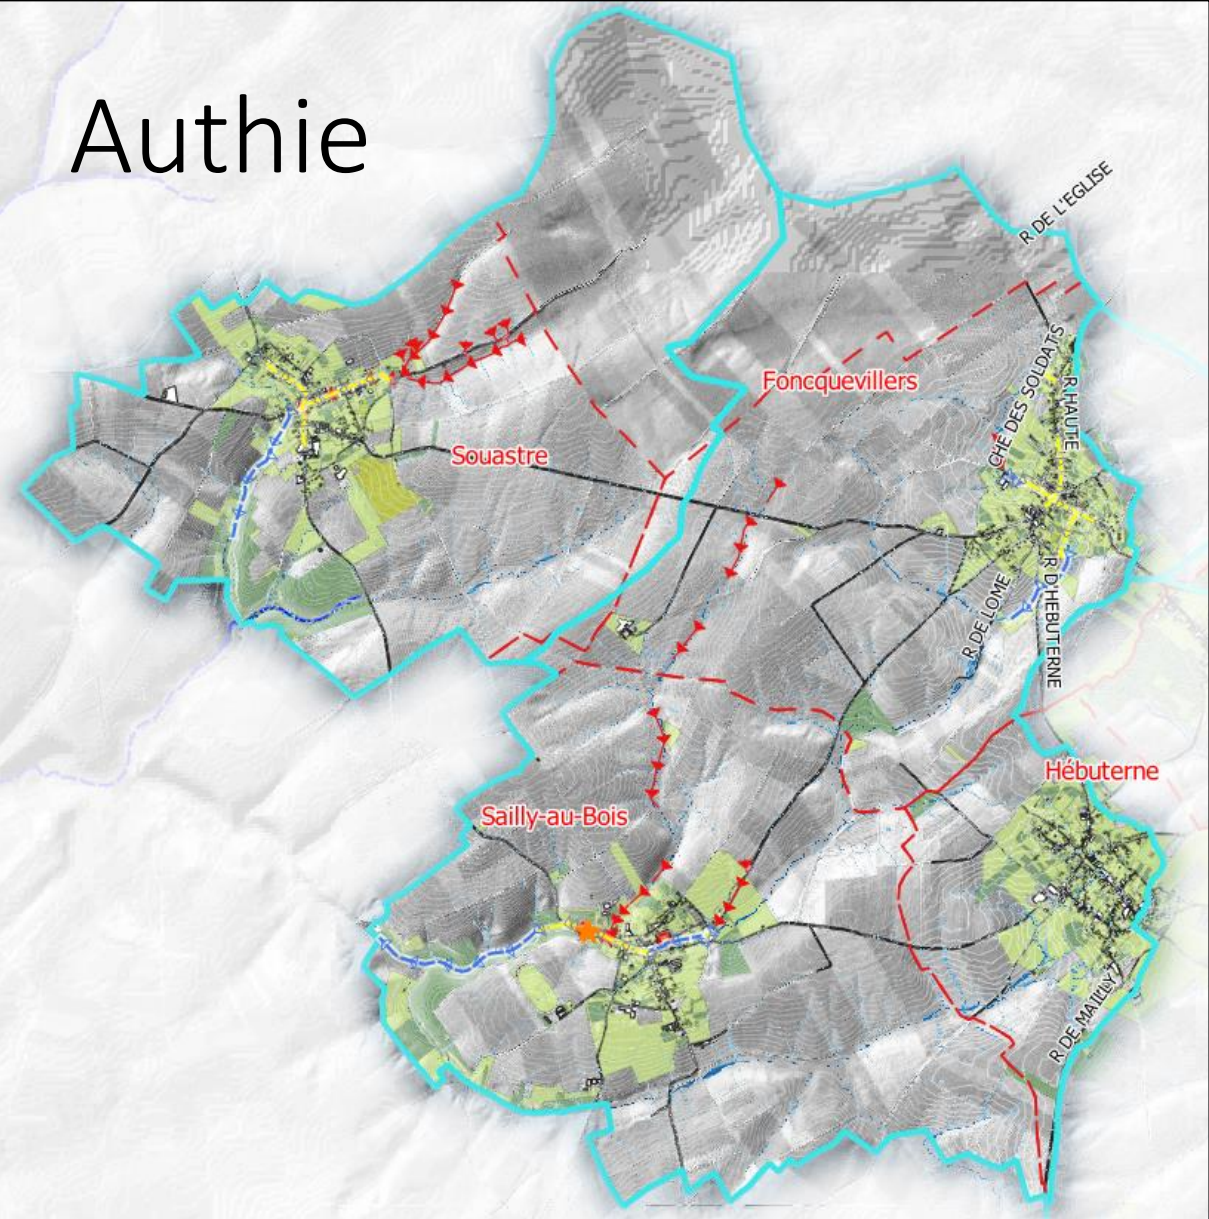 Authie
R DE L'EGLISE
Foncquevillers
CHE DES SOLDATS
R HAUTE
Souastre
R DE LOME
R D'HEBUTERNE
Hébuterne
Sailly-au-Bois
R DE MAILLY